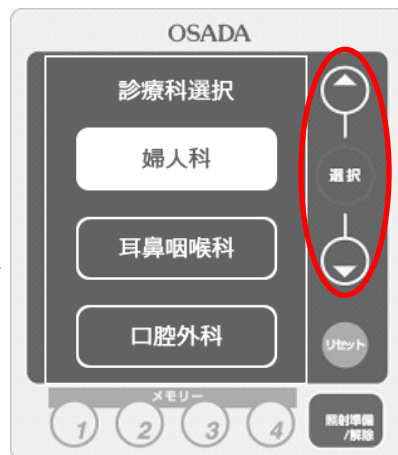 OSADA
診療科選択
婦人科
選択
耳鼻咽喉科
口腔外科
リセット
メモリー
1 2 3 4
照射準備
/解除